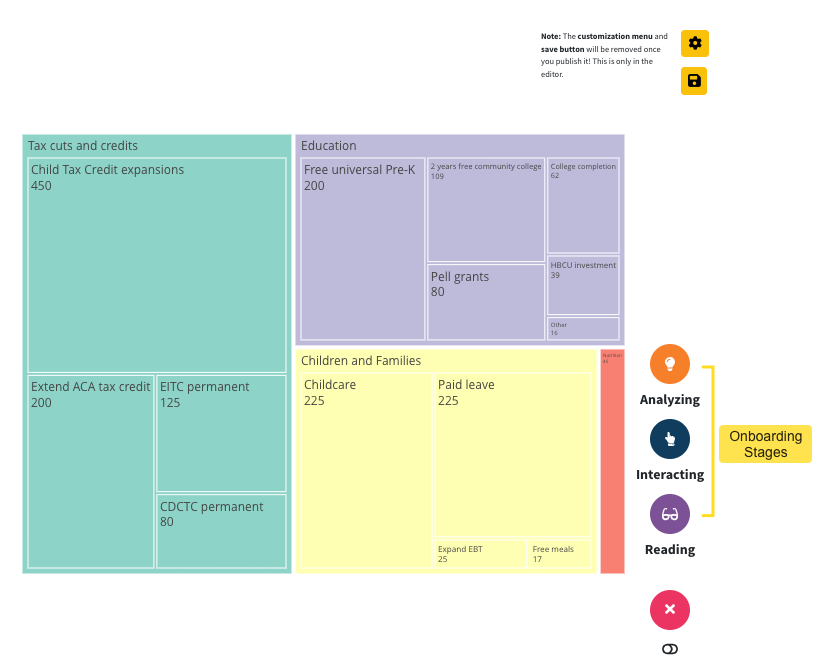 Note: The customization menu and
save button will be removed once
you publish it! This is only in the
editor.
Tax cuts and credits
Child Tax Credit expansions
450
Extend ACA tax credit
200
EITC permanent
125
CDCTC permanent
80
Education
Free universal Pre-K
200
2 years free community college
109
Pell grants
80
College completion
62
HBCU investment
39
Other
16
Children and Families
Childcare
225
Paid leave
225
Expand EBT
25
Free meals
17
Nutrition
Analyzing
Interacting
Reading
Onboarding
Stages